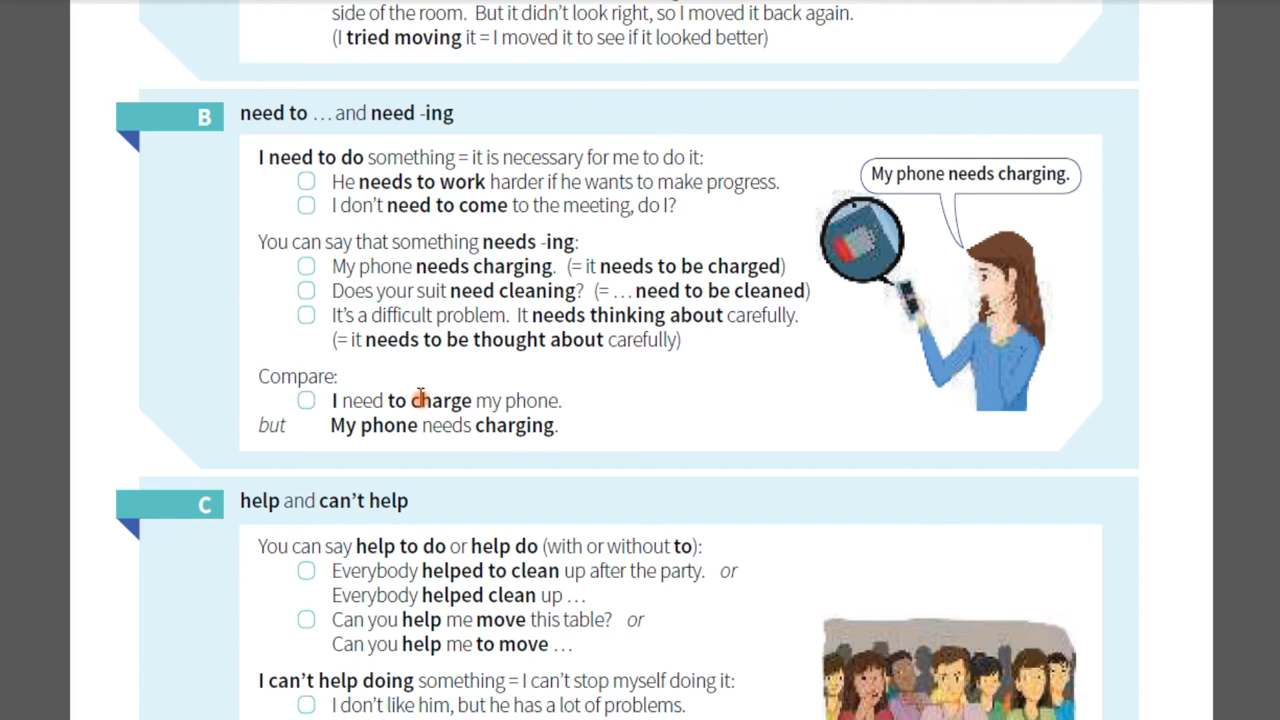 side of the room. But it didn't look right, so I moved it back again.
(I tried moving it = I moved it to see if it looked better)
B
need to … and need -ing
I need to do something = it is necessary for me to do it:
He needs to work harder if he wants to make progress.
I don't need to come to the meeting, do I?
You can say that something needs -ing:
My phone needs charging. (= it needs to be charged)
Does your suit need cleaning? (= … need to be cleaned)
It's a difficult problem. It needs thinking about carefully.
(= it needs to be thought about carefully)
Compare:
I need to charge my phone.
but My phone needs charging.
My phone needs charging.
C
help and can't help
You can say help to do or help do (with or without to):
Everybody helped to clean up after the party. or
Everybody helped clean up …
Can you help me move this table? or
Can you help me to move …
I can't help doing something = I can't stop myself doing it:
I don't like him, but he has a lot of problems.